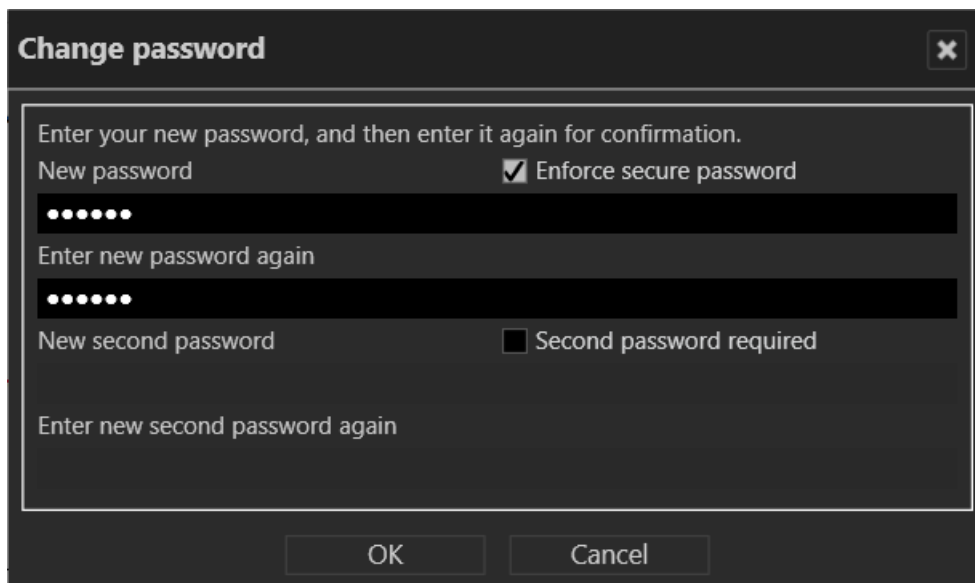 Change password
Enter your new password, and then enter it again for confirmation.
New password
Enforce secure password
••••••
Enter new password again
••••••
New second password
Second password required
Enter new second password again
OK
Cancel